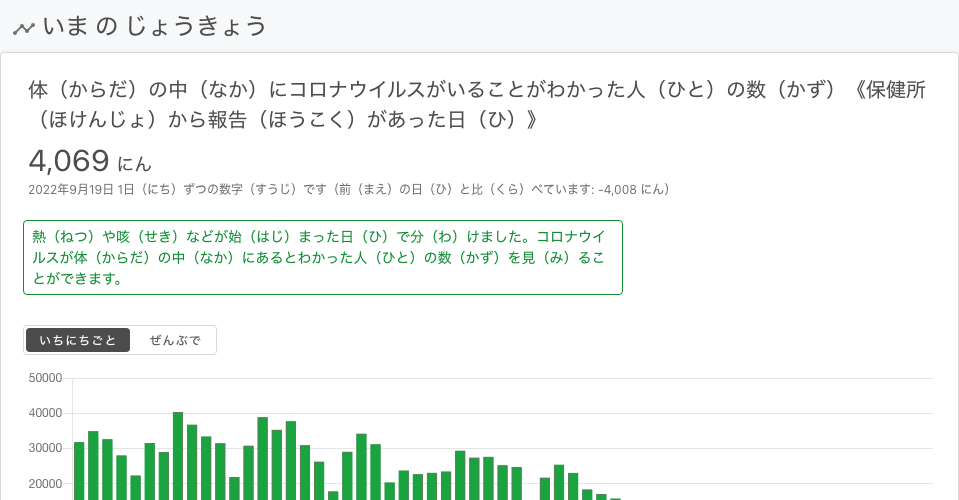 いま の じょうきょう
体（からだ）の中（なか）にコロナウイルスがいることがわかった人（ひと）の数（かず）《保健所
（ほけんじょ）から報告（ほうこく）があった日（ひ）》
4,069 にん
2022年9月19日 1日（にち）ずつの数字（すうじ）です（前（まえ）の日（ひ）と比（くら）べています: -4,008 にん）
熱（ねつ）や咳（せき）などが始（はじ）まった日（ひ）で分（わ）けました。コロナウイ
ルスが体（からだ）の中（なか）にあるとわかった人（ひと）の数（かず）を見（み）るこ
とができます。
いちにちごと ぜんぶで
50000
40000
30000
20000